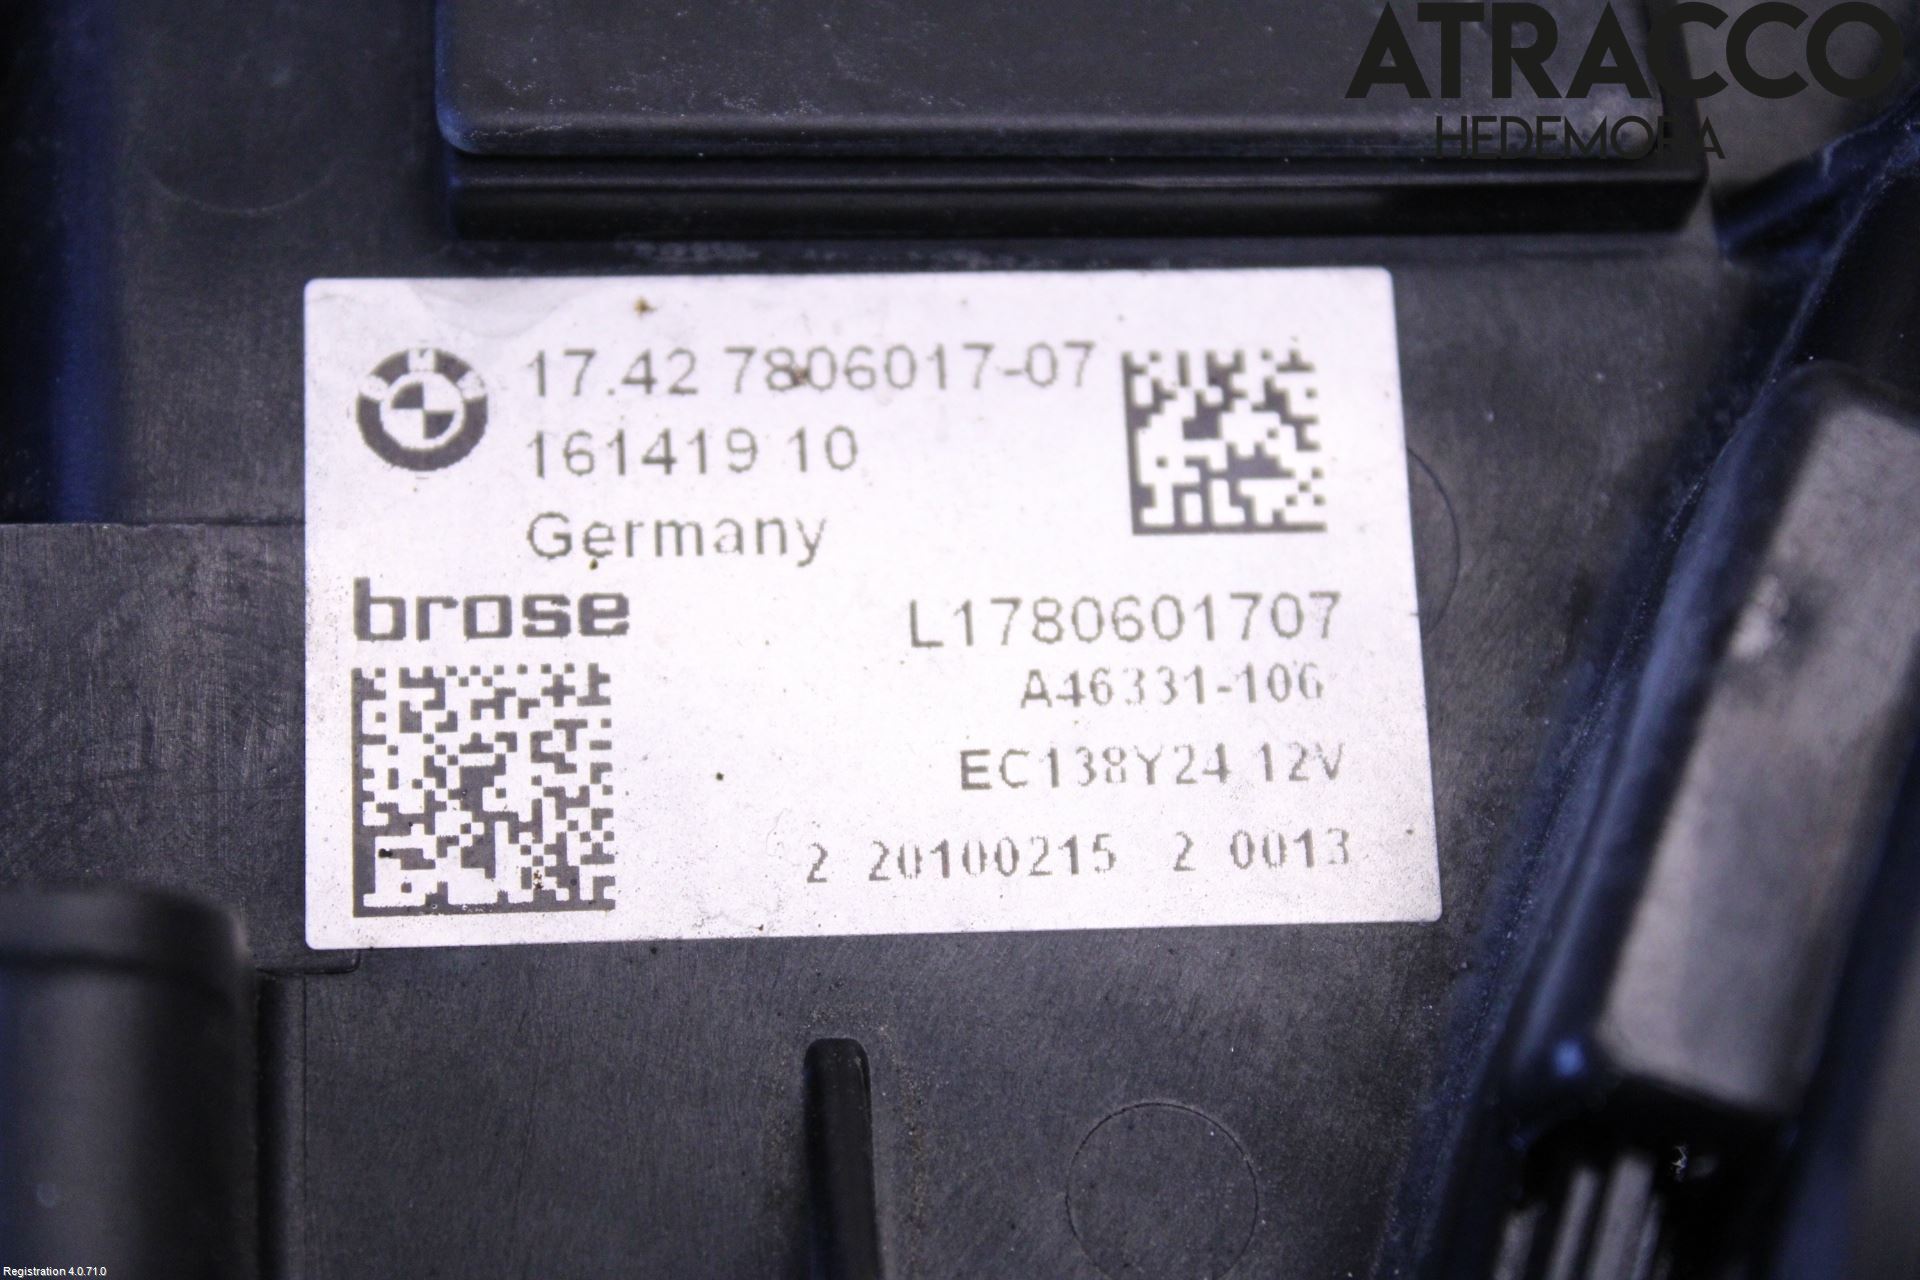 ATRACCO
HEDEMORA
BMW
17.42 7806017-07
161419 10
Germany
brose
L1780601707
A46331-106
EC138Y24 12V
2 20100215 2 0013
Registration 4.0.71.0